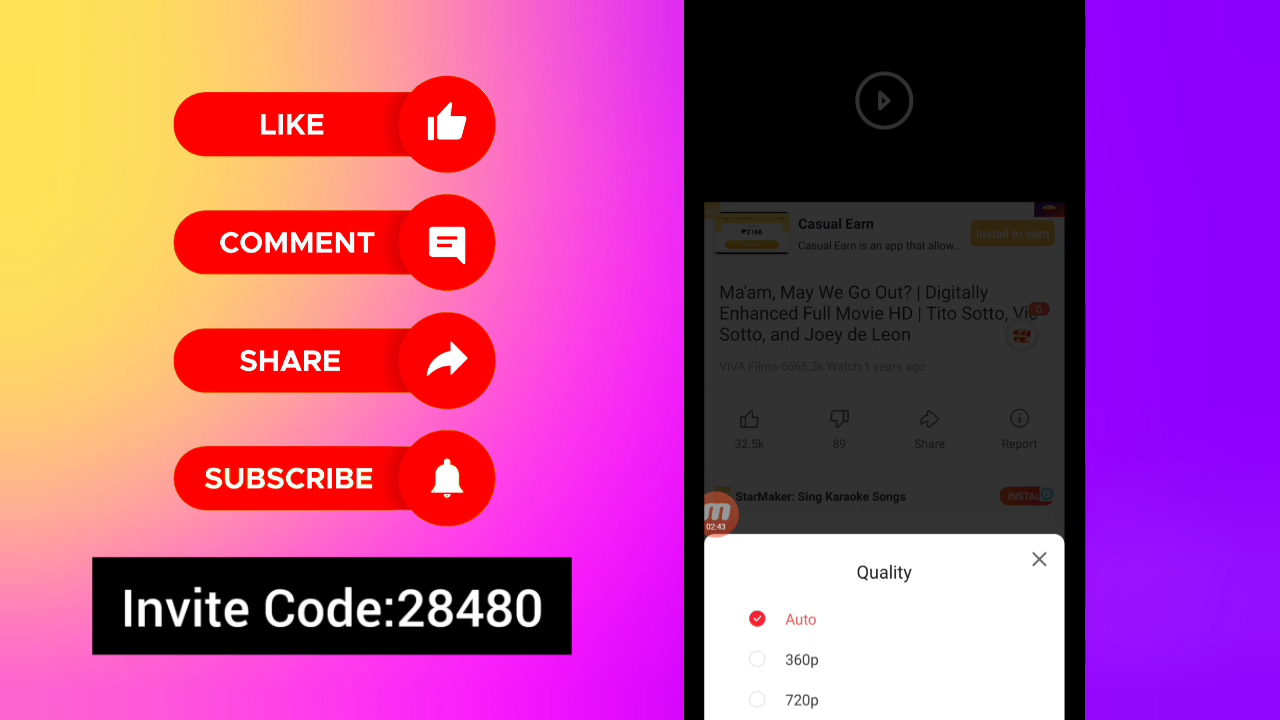 LIKE
COMMENT
SHARE
SUBSCRIBE
Invite Code:28480
₱2166
Casual Earn
Casual Earn is an app that allow...
Install to earn
Ma'am, May We Go Out? | Digitally
Enhanced Full Movie HD | Tito Sotto, Vic
Sotto, and Joey de Leon
0
VIVA Films·6665.3k Watch·1 years ago
32.5k
89
Share
Report
StarMaker: Sing Karaoke Songs
02:43
Quality
Auto
360p
720p